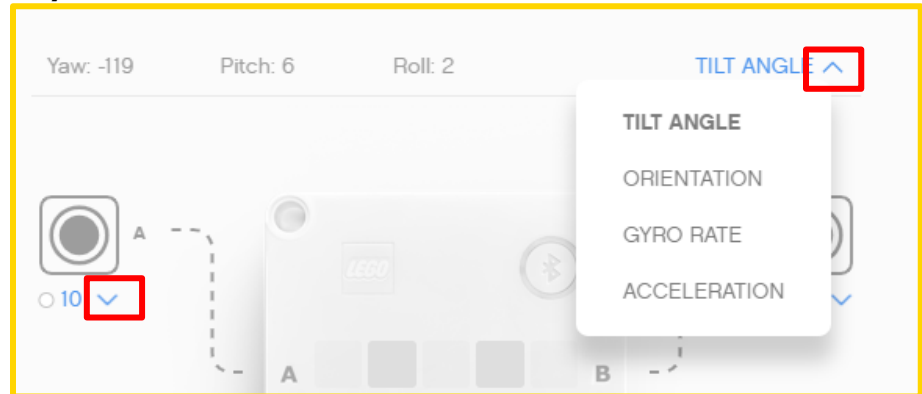 Yaw: -119 Pitch: 6 Roll: 2 TILT ANGLE
TILT ANGLE
ORIENTATION
GYRO RATE
ACCELERATION
A
10
LEGO
A B